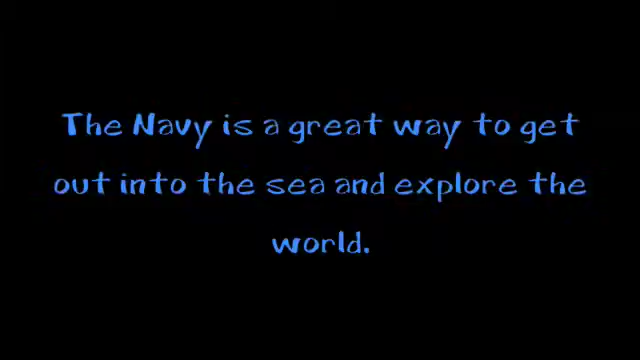 The Navy is a great way to get
out into the sea and explore the
world.